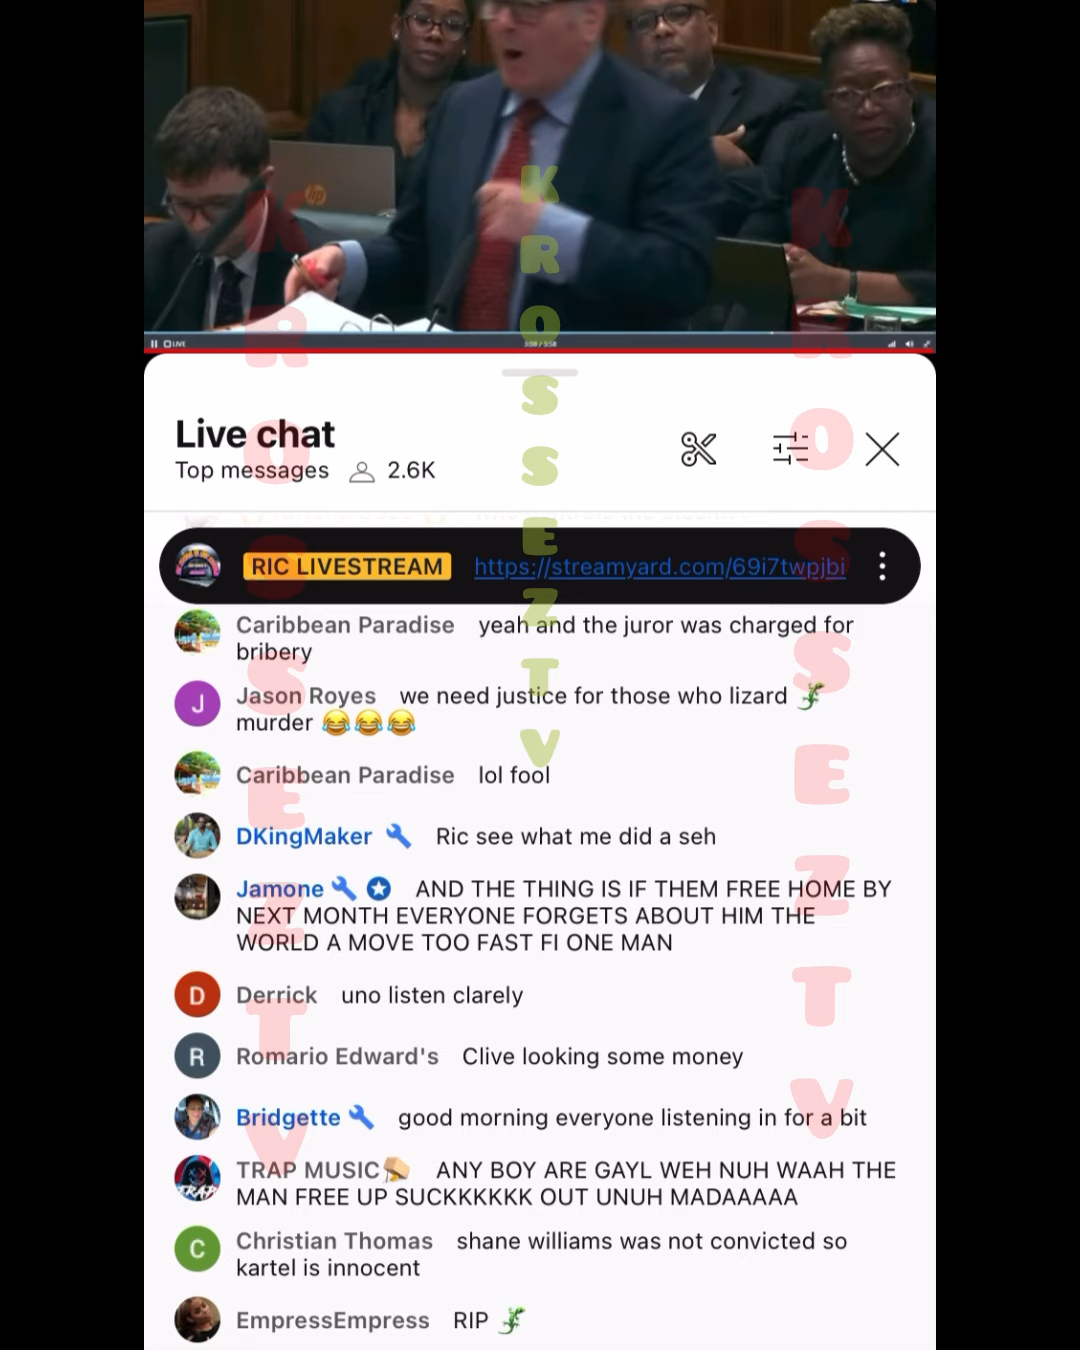 hp
LIVE
Live chat
Top messages 2.6K
RIC LIVESTREAM https://streamyard.com/69i7twpjbi
Caribbean Paradise yeah and the juror was charged for
bribery
J Jason Royes we need justice for those who lizard 🦎
murder 😂😂😂
Caribbean Paradise lol fool
DKingMaker 🔧 Ric see what me did a seh
Jamone 🔧 AND THE THING IS IF THEM FREE HOME BY
NEXT MONTH EVERYONE FORGETS ABOUT HIM THE
WORLD A MOVE TOO FAST FI ONE MAN
D Derrick uno listen clarely
R Romario Edward's Clive looking some money
Bridgette 🔧 good morning everyone listening in for a bit
TRAP MUSIC ANY BOY ARE GAYL WEH NUH WAAH THE
MAN FREE UP SUCKKKKKK OUT UNUH MADAAAAA
TRAP
C Christian Thomas shane williams was not convicted so
kartel is innocent
EmpressEmpress RIP 🦎
KROSSEZTV
KROSSEZTV
KROSSEZTV